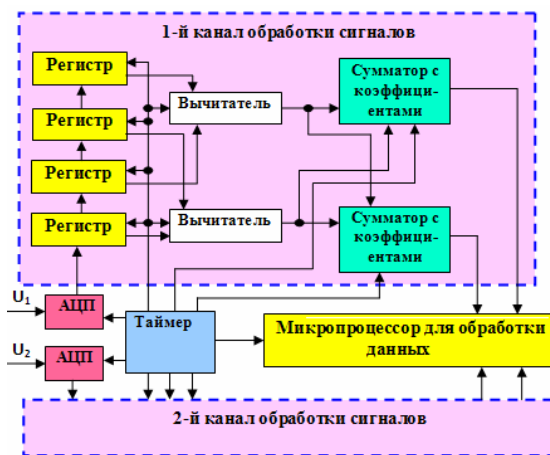 1-й канал обработки сигналов
Регистр
Регистр
Регистр
Регистр
Вычитатель
Вычитатель
Сумматор с
коэффици-
ентами
Сумматор с
коэффици-
ентами
U1
АЦП
U2
АЦП
Таймер
Микропроцессор для обработки
данных
2-й канал обработки сигналов